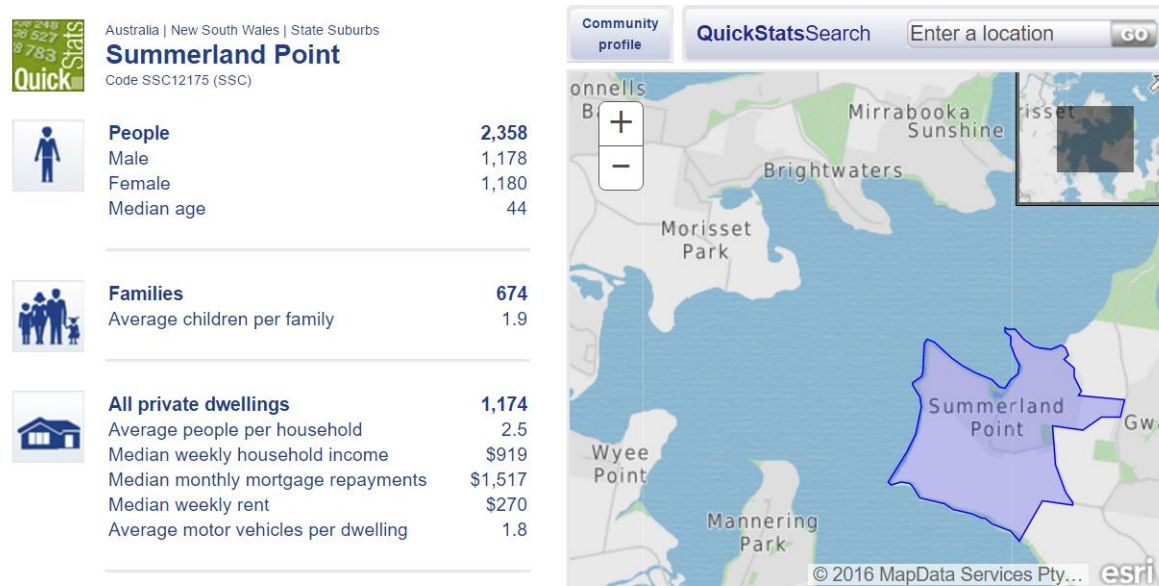 Australia | New South Wales | State Suburbs
Summerland Point
Code SSC12175 (SSC)
QuickStats
People 2,358
Male 1,178
Female 1,180
Median age 44
Families 674
Average children per family 1.9
All private dwellings 1,174
Average people per household 2.5
Median weekly household income $919
Median monthly mortgage repayments $1,517
Median weekly rent $270
Average motor vehicles per dwelling 1.8
Community
profile
QuickStatsSearch
Enter a location
GO
onnells
+
−
Mirrabooka
Sunshine
risset
Brightwaters
Morisset
Park
Summerland
Point
Gw
Wyee
Point
Mannering
Park
© 2016 MapData Services Pty...
esri